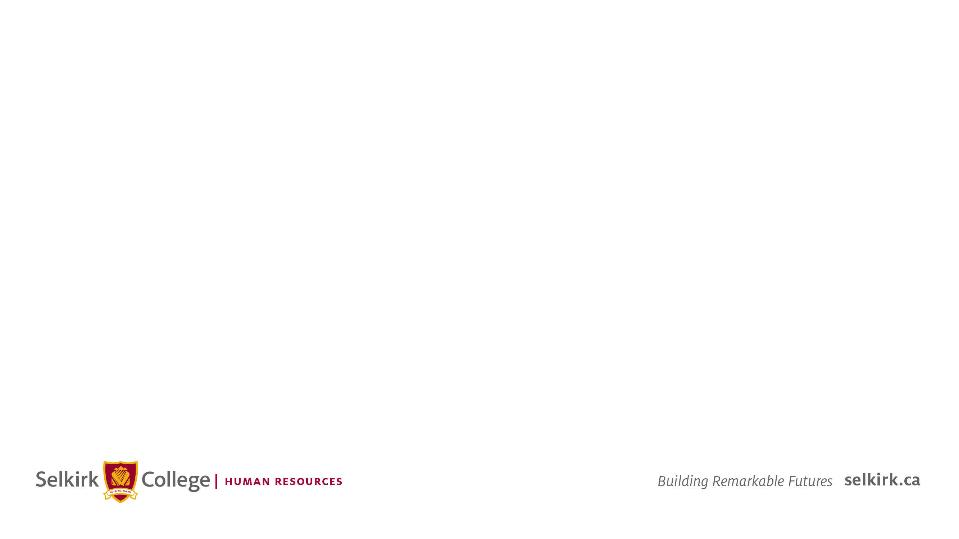 Selkirk College | HUMAN RESOURCES
Building Remarkable Futures selkirk.ca